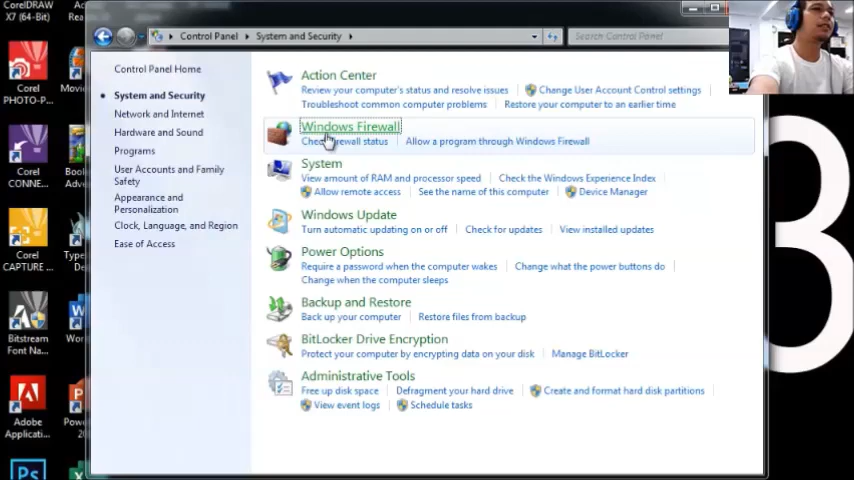 CorelDRAW
X7 (64-Bit)
Corel
PHOTO-P...
Corel
CONNE...
Corel
CAPTURE ...
Bitstream
Font Na...
Adobe
Applicati...
Ps
Control Panel
System and Security
Search Control Panel
Control Panel Home
System and Security
Network and Internet
Hardware and Sound
Programs
User Accounts and Family
Safety
Appearance and
Personalization
Clock, Language, and Region
Ease of Access
Action Center
Review your computer's status and resolve issues
Change User Account Control settings
Troubleshoot common computer problems
Restore your computer to an earlier time
Windows Firewall
Check firewall status
Allow a program through Windows Firewall
System
View amount of RAM and processor speed
Check the Windows Experience Index
Allow remote access
See the name of this computer
Device Manager
Windows Update
Turn automatic updating on or off
Check for updates
View installed updates
Power Options
Require a password when the computer wakes
Change what the power buttons do
Change when the computer sleeps
Backup and Restore
Back up your computer
Restore files from backup
BitLocker Drive Encryption
Protect your computer by encrypting data on your disk
Manage BitLocker
Administrative Tools
Free up disk space
Defragment your hard drive
Create and format hard disk partitions
View event logs
Schedule tasks
3